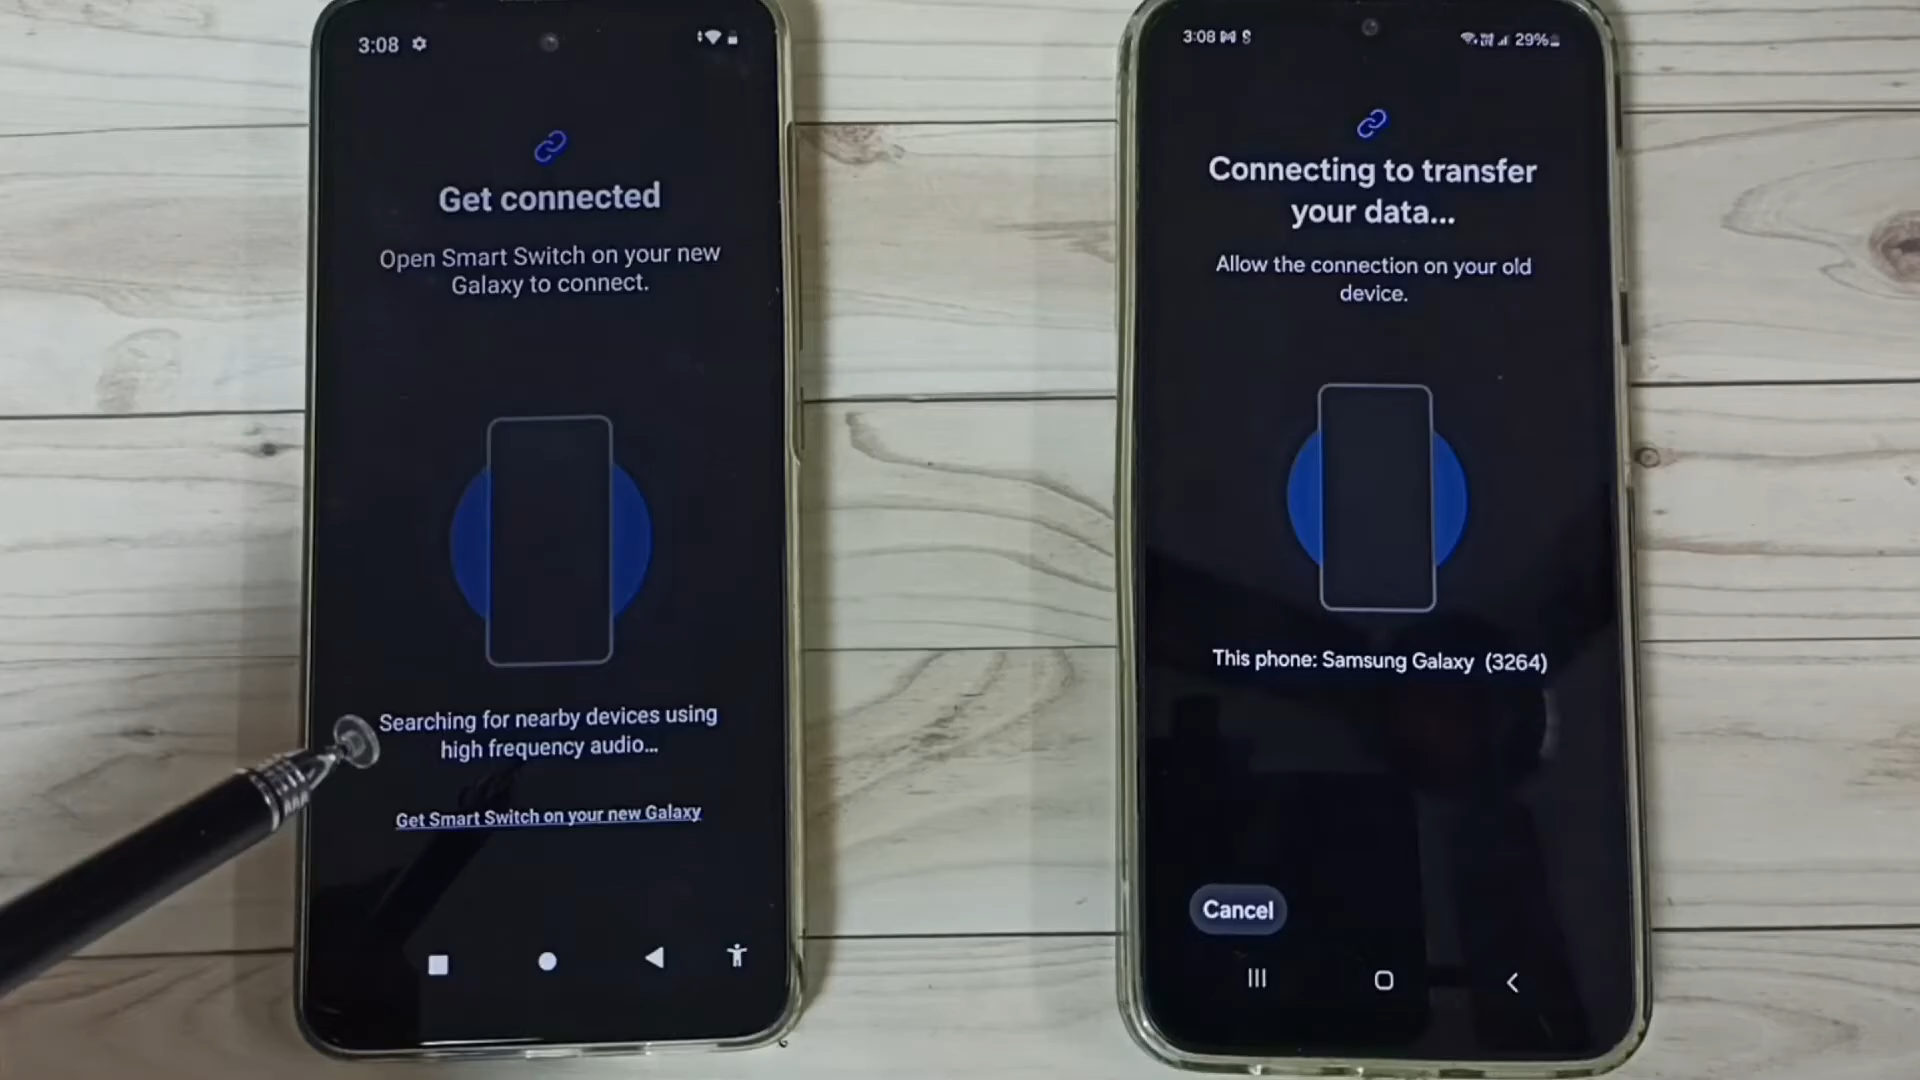 3:08
Get connected
Open Smart Switch on your new
Galaxy to connect.
Searching for nearby devices using
high frequency audio...
Get Smart Switch on your new Galaxy
3:08
29%
Connecting to transfer
your data...
Allow the connection on your old
device.
This phone: Samsung Galaxy (3264)
Cancel